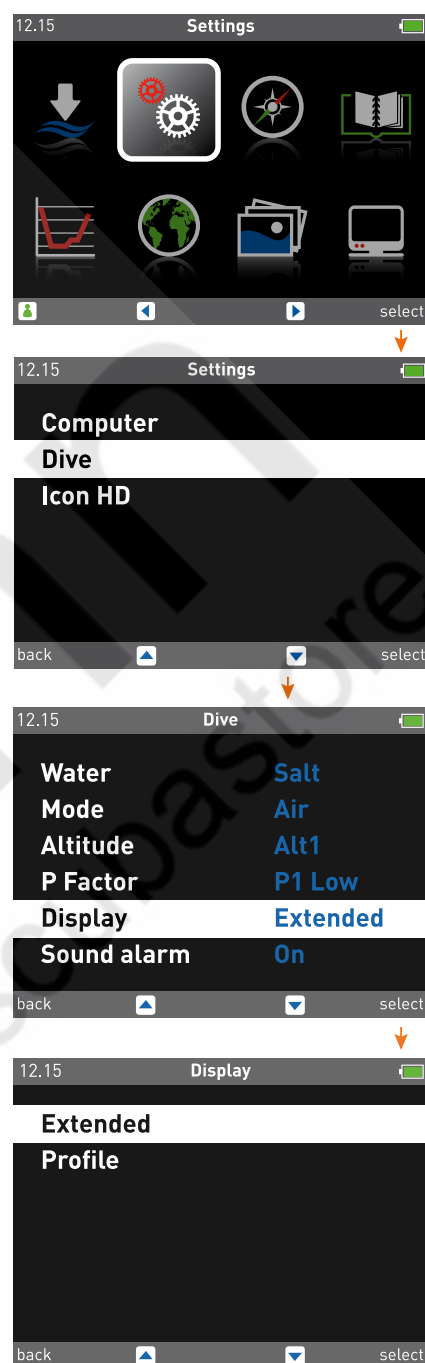 12.15 Settings
select
12.15 Settings
Computer
Dive
Icon HD
back select
12.15 Dive
Water Salt
Mode Air
Altitude Alt1
P Factor P1 Low
Display Extended
Sound alarm On
back select
12.15 Display
Extended
Profile
back select
scubastore